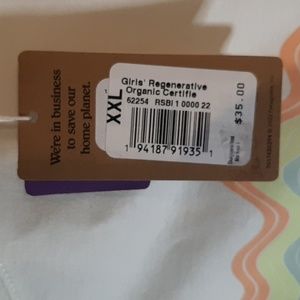 We're in business
to save our
home planet.
XXL
Girls' Regenerative
Organic Certifie
52254 RSBI 1 0000 22
1 94187 91935 1
$35.00